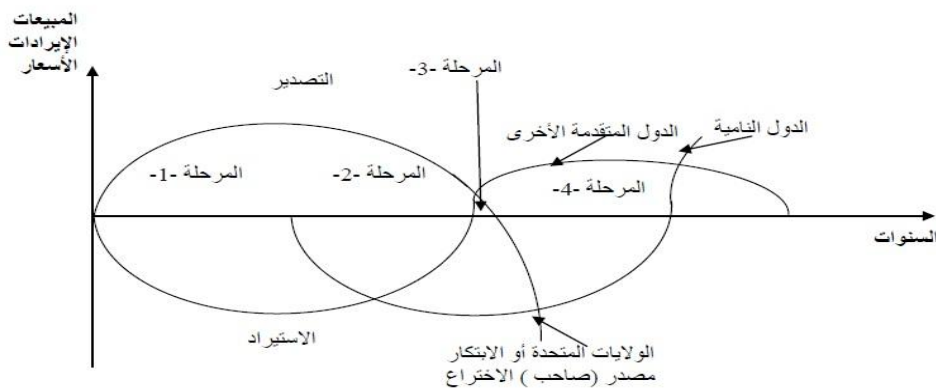 المبيعات
الإيرادات
الأسعار
التصدير
المرحلة -3-
الدول المتقدمة الأخرى
الدول النامية
المرحلة -1-
المرحلة -2-
المرحلة -4-
السنوات
الاستيراد
الولايات المتحدة أو الابتكار
مصدر (صاحب ) الاختراع